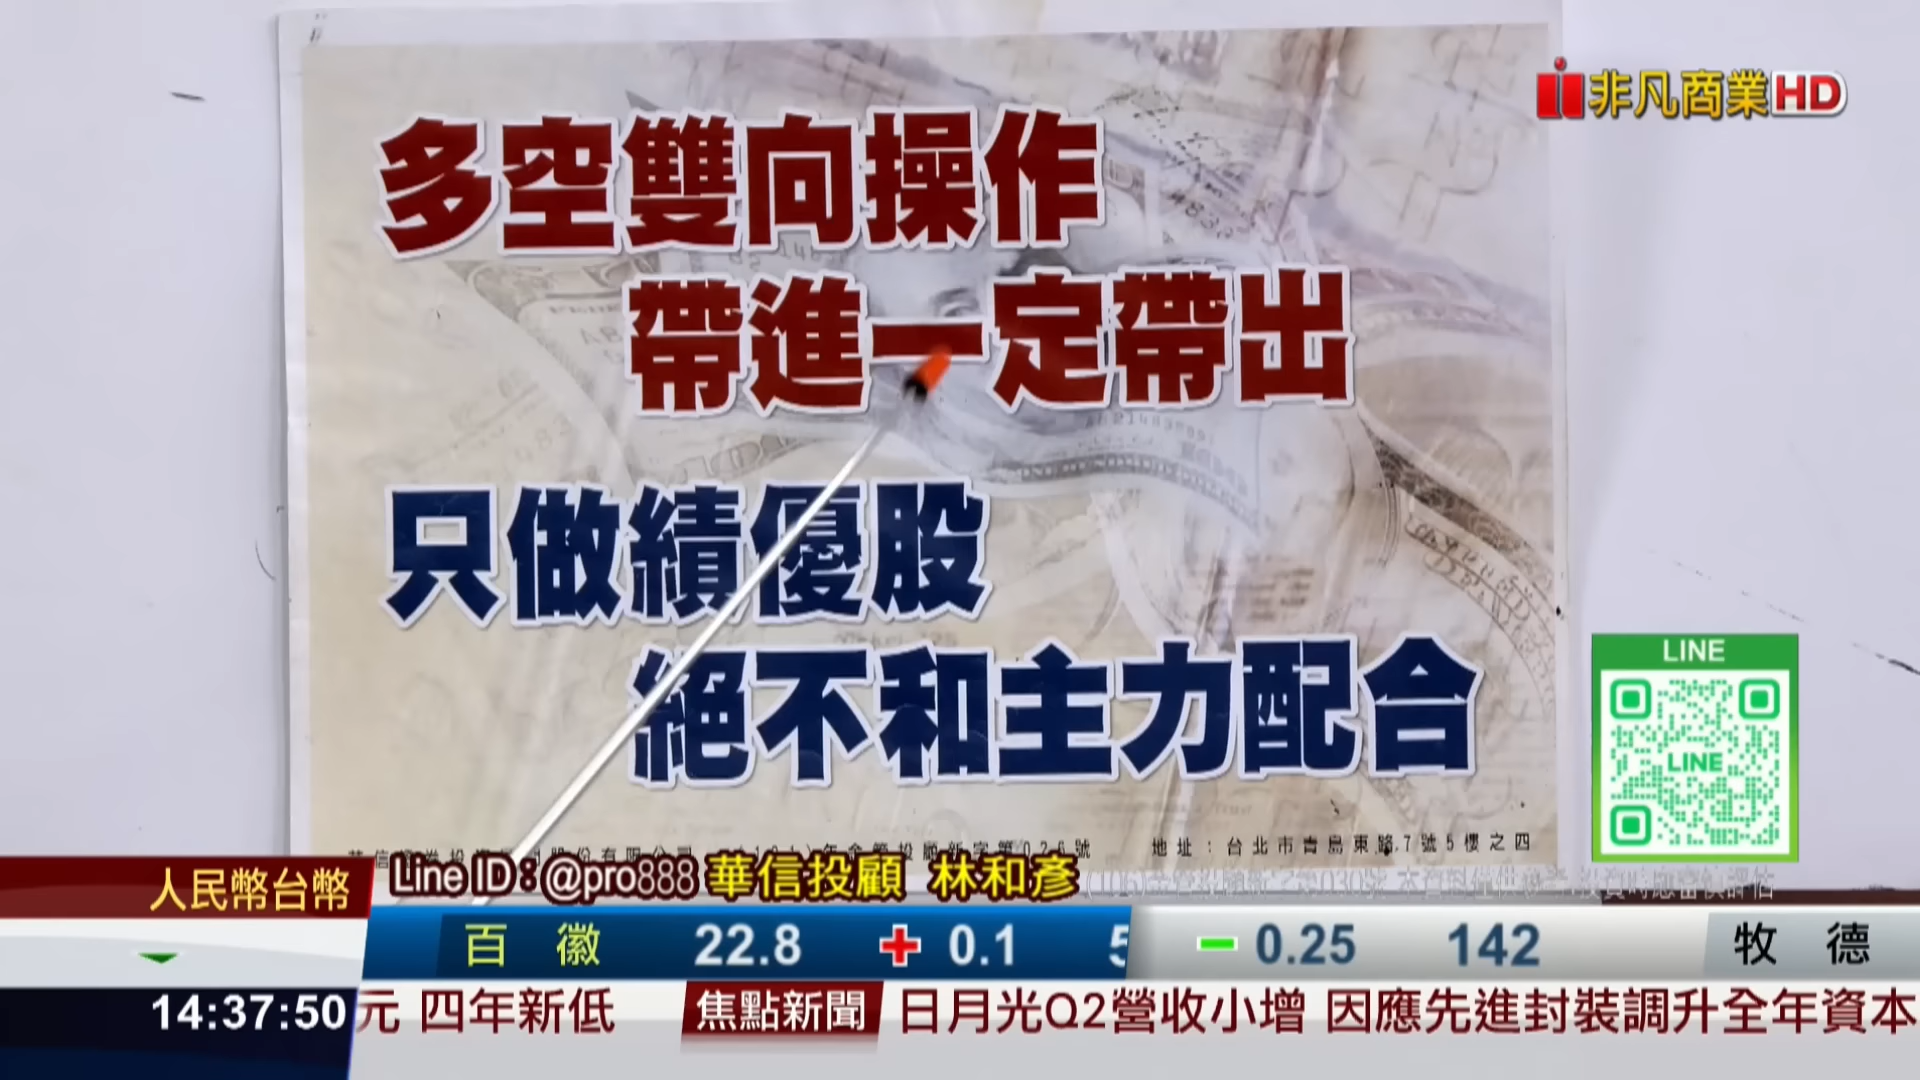 非凡商業HD
多空雙向操作
帶進一定帶出
只做績優股
絕不和主力配合
LINE
LINE
地址：台北市青島東路7號5樓之四
Line ID：@pro888 華信投顧 林和彥
人民幣台幣
百徽 22.8 + 0.1
- 0.25 142 牧德
14:37:50
元 四年新低 焦點新聞 日月光Q2營收小增 因應先進封裝調升全年資本